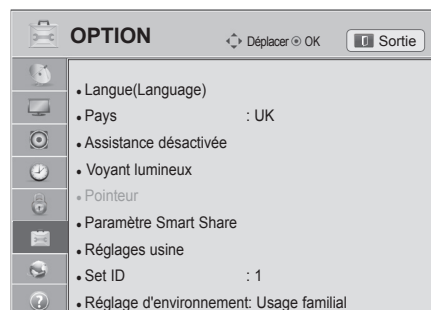 OPTION
Déplacer OK
Sortie
• Langue(Language)
• Pays : UK
• Assistance désactivée
• Voyant lumineux
• Pointeur
• Paramètre Smart Share
• Réglages usine
• Set ID : 1
• Réglage d'environnement: Usage familial